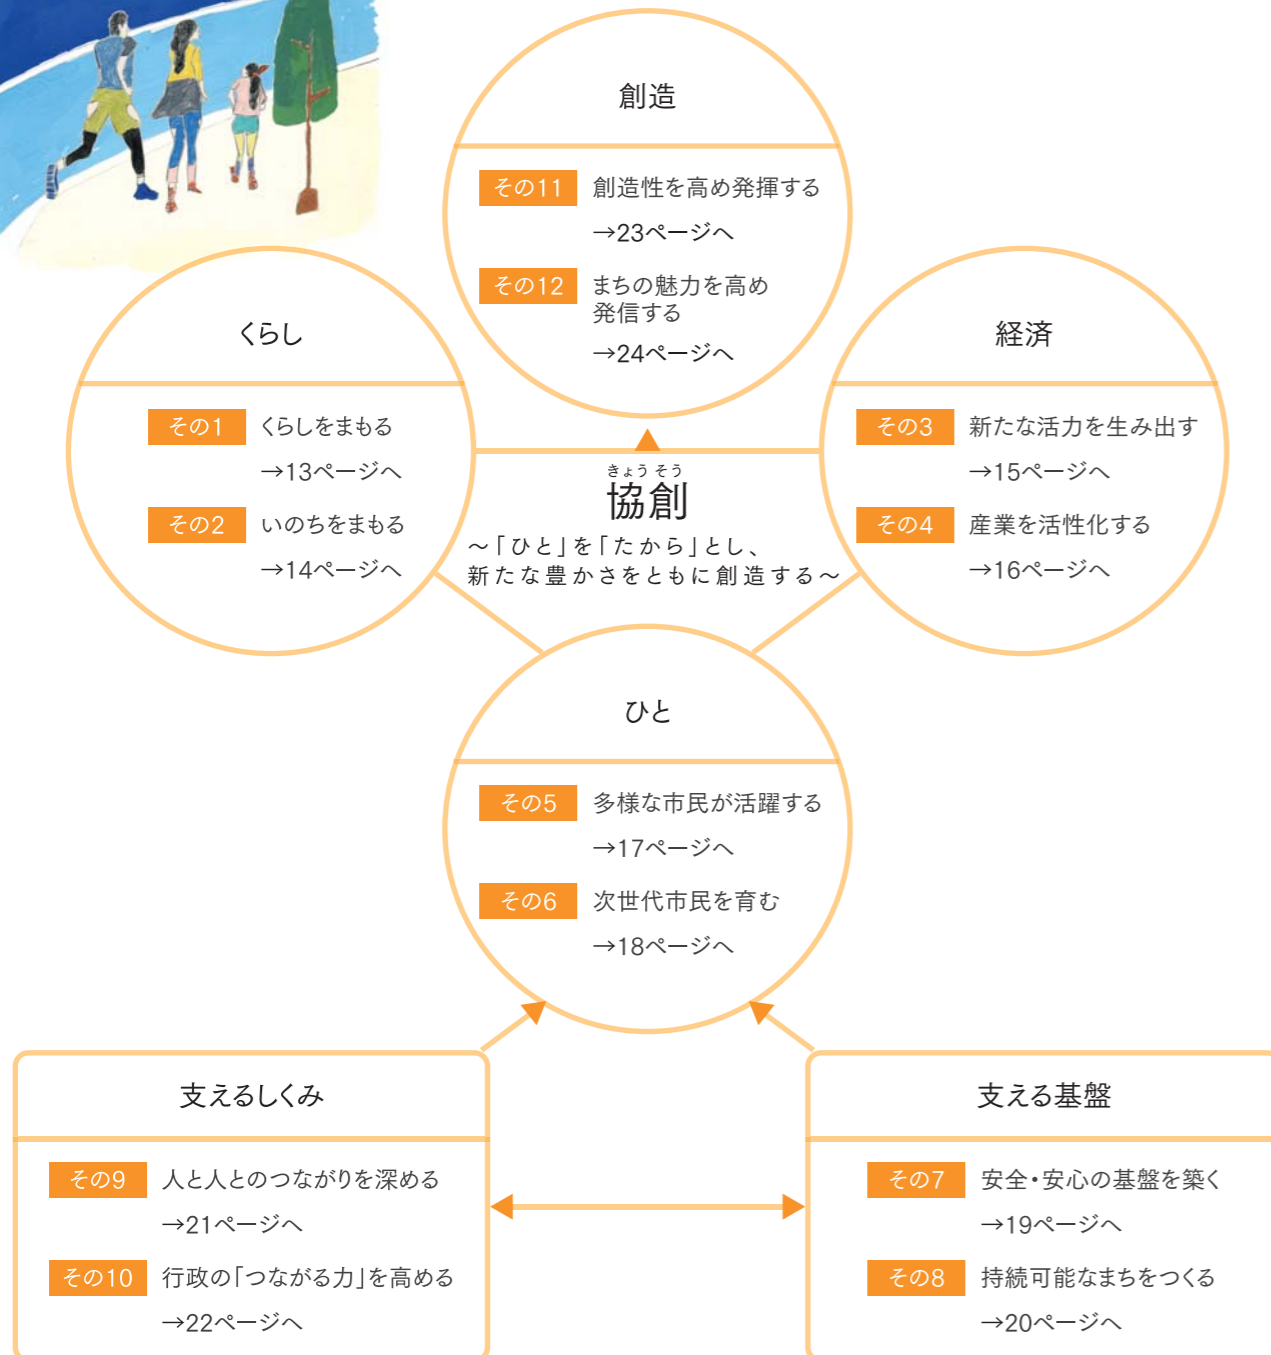 創造
その11 創造性を高め発揮する
→23ページへ
その12 まちの魅力を高め
発信する
→24ページへ
くらし
その1 くらしをまもる
→13ページへ
その2 いのちをまもる
→14ページへ
経済
その3 新たな活力を生み出す
→15ページへ
その4 産業を活性化する
→16ページへ
きょうそう
協創
～「ひと」を「たから」とし、
新たな豊かさをともに創造する～
ひと
その5 多様な市民が活躍する
→17ページへ
その6 次世代市民を育む
→18ページへ
支えるしくみ
その9 人と人とのつながりを深める
→21ページへ
その10 行政の「つながる力」を高める
→22ページへ
支える基盤
その7 安全・安心の基盤を築く
→19ページへ
その8 持続可能なまちをつくる
→20ページへ